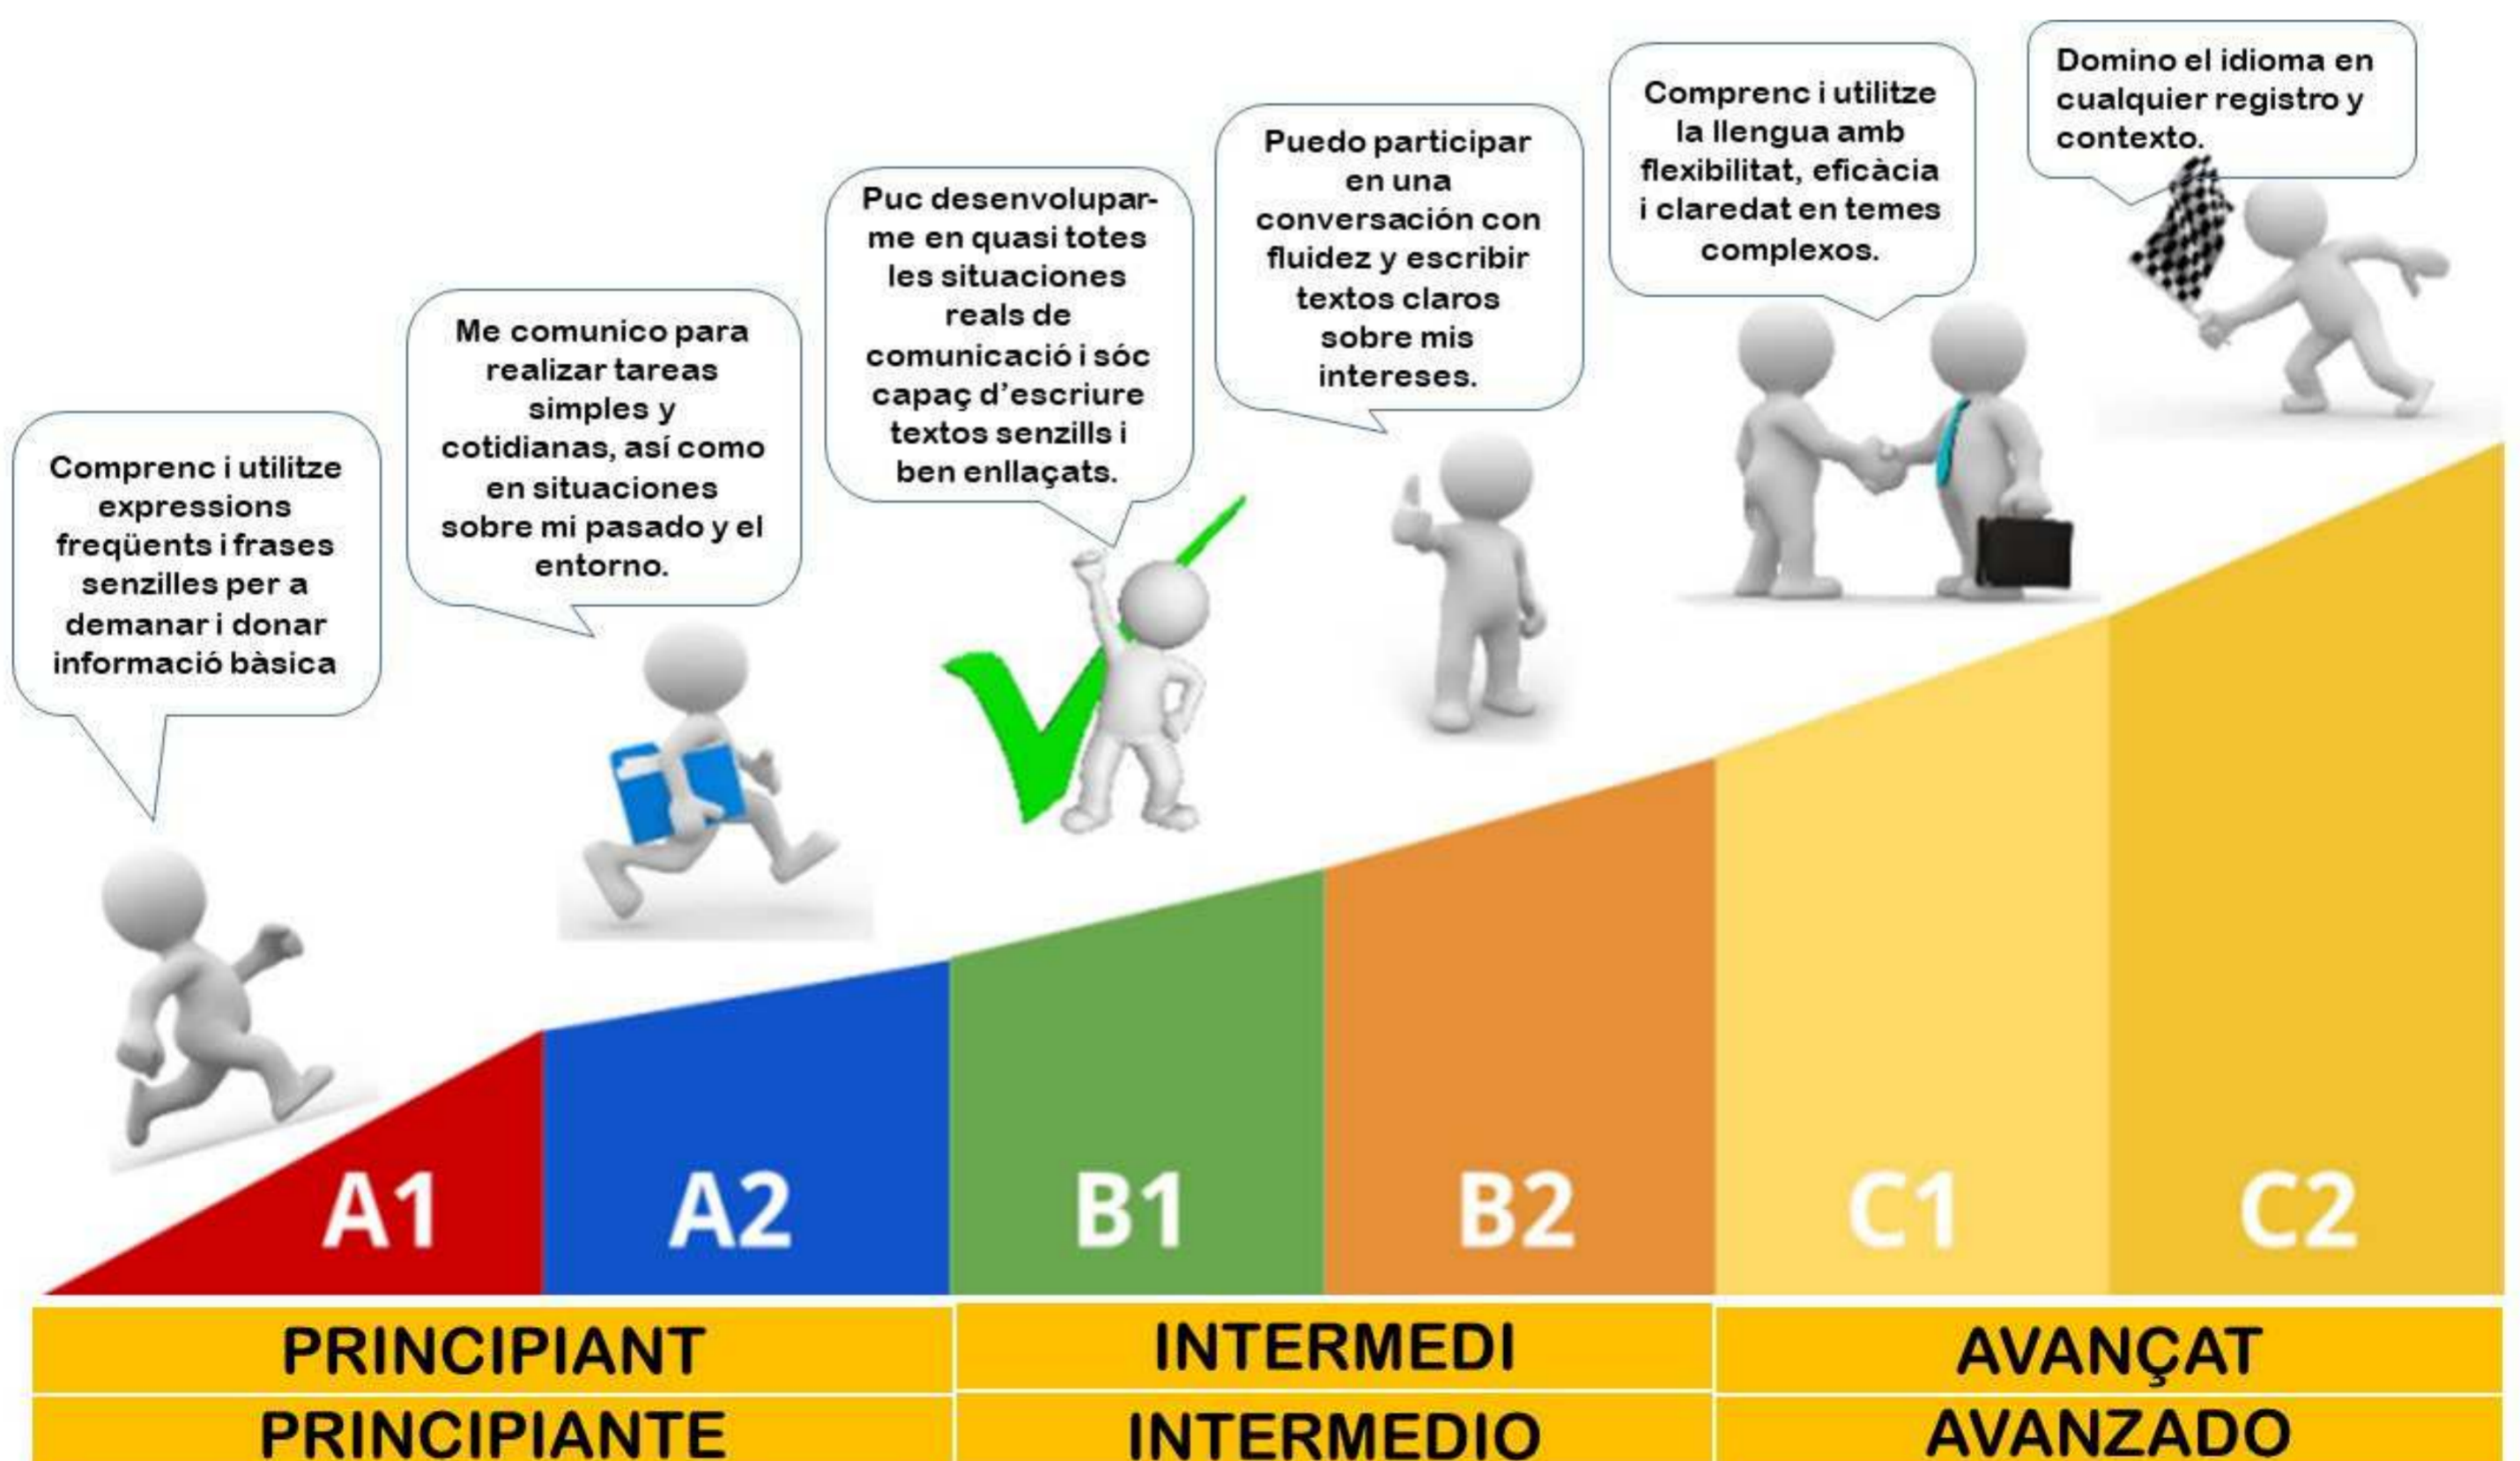 Comprenc i utilitze
expressions
freqüents i frases
senzilles per a
demanar i donar
informació bàsica
Me comunico para
realizar tareas
simples y
cotidianas, así como
en situaciones
sobre mi pasado y el
entorno.
Puc desenvolupar-
me en quasi totes
les situaciones
reals de
comunicació i sóc
capaç d'escriure
textos senzills i
ben enllaçats.
Puedo participar
en una
conversación con
fluidez y escribir
textos claros
sobre mis
intereses.
Comprenc i utilitze
la llengua amb
flexibilitat, eficàcia
i claredat en temes
complexos.
Domino el idioma en
cualquier registro y
contexto.
A1
A2
B1
B2
C1
C2
PRINCIPIANT
INTERMEDI
AVANÇAT
PRINCIPIANTE
INTERMEDIO
AVANZADO